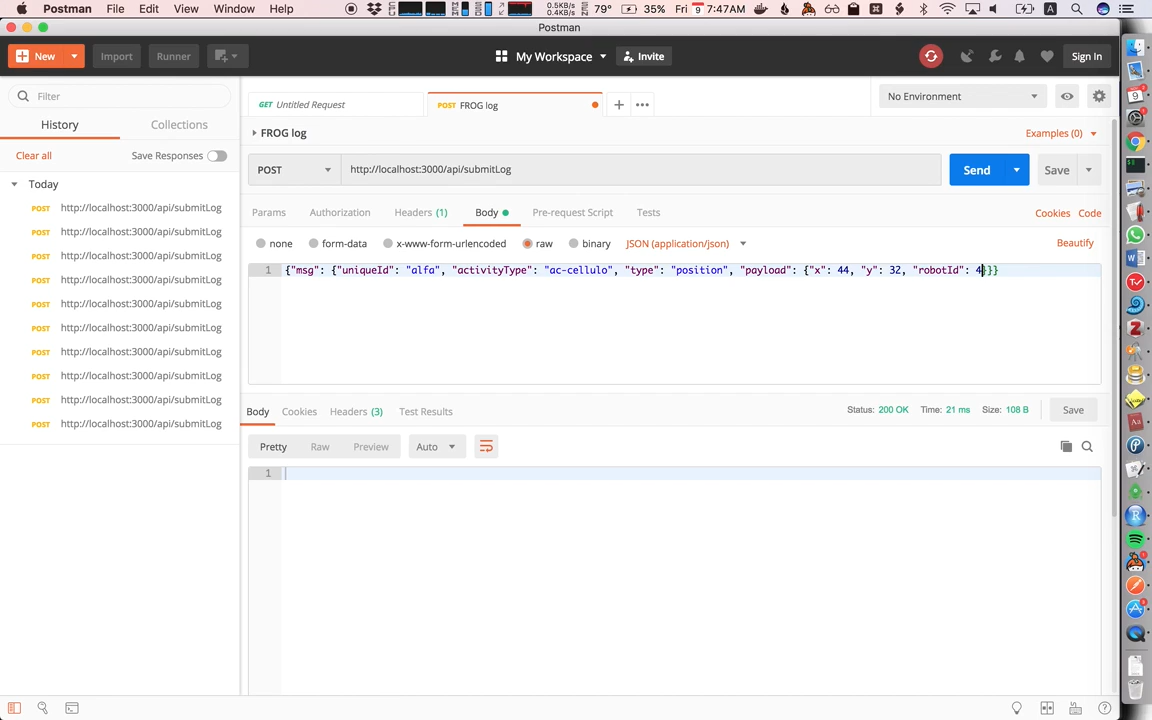 Postman File Edit View Window Help 0.5KB/s 0.4KB/s 79° 35% Fri 9 7:47AM
Postman
New Import Runner My Workspace Invite Sign In
Filter
GET Untitled Request POST FROG log No Environment
History Collections
FROG log Examples (0)
Clear all Save Responses
POST http://localhost:3000/api/submitLog Send Save
Today
POST http://localhost:3000/api/submitLog
POST http://localhost:3000/api/submitLog
POST http://localhost:3000/api/submitLog
POST http://localhost:3000/api/submitLog
POST http://localhost:3000/api/submitLog
POST http://localhost:3000/api/submitLog
POST http://localhost:3000/api/submitLog
POST http://localhost:3000/api/submitLog
POST http://localhost:3000/api/submitLog
POST http://localhost:3000/api/submitLog
Params Authorization Headers (1) Body Pre-request Script Tests Cookies Code
none form-data x-www-form-urlencoded raw binary JSON (application/json) Beautify
1 {"msg": {"uniqueId": "alfa", "activityType": "ac-cellulo", "type": "position", "payload": {"x": 44, "y": 32, "robotId": 4}}}
Body Cookies Headers (3) Test Results Status: 200 OK Time: 21 ms Size: 108 B Save
Pretty Raw Preview Auto
1